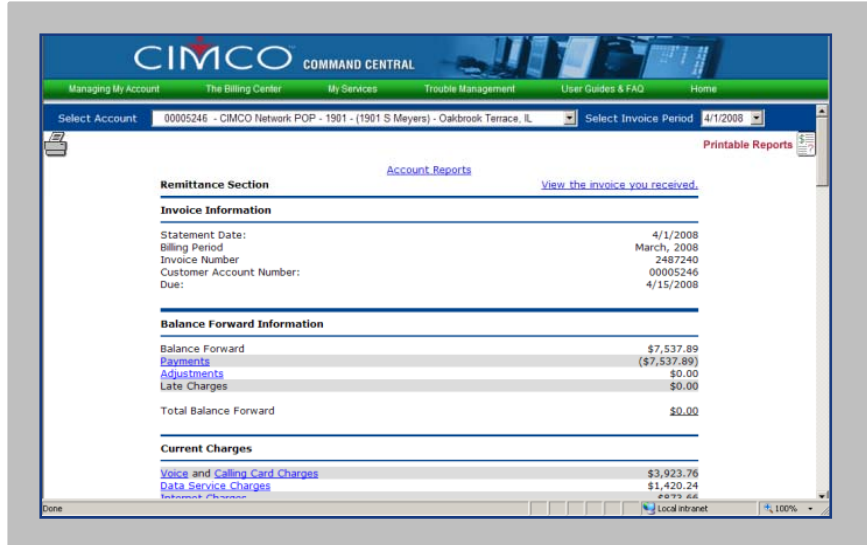 CIMCO COMMAND CENTRAL
Managing My Account The Billing Center My Services Trouble Management User Guides & FAQ Home
Select Account 00005246 - CIMCO Network POP - 1901 - (1901 S Meyers) - Oakbrook Terrace, IL Select Invoice Period 4/1/2008
Printable Reports
Account Reports
Remittance Section View the invoice you received.
Invoice Information
Statement Date: 4/1/2008
Billing Period March, 2008
Invoice Number 2487240
Customer Account Number: 00005246
Due: 4/15/2008
Balance Forward Information
Balance Forward $7,537.89
Payments ($7,537.89)
Adjustments $0.00
Late Charges $0.00
Total Balance Forward $0.00
Current Charges
Voice and Calling Card Charges $3,923.76
Data Service Charges $1,420.24
Internet Charges $873.66
Done Local intranet 100%